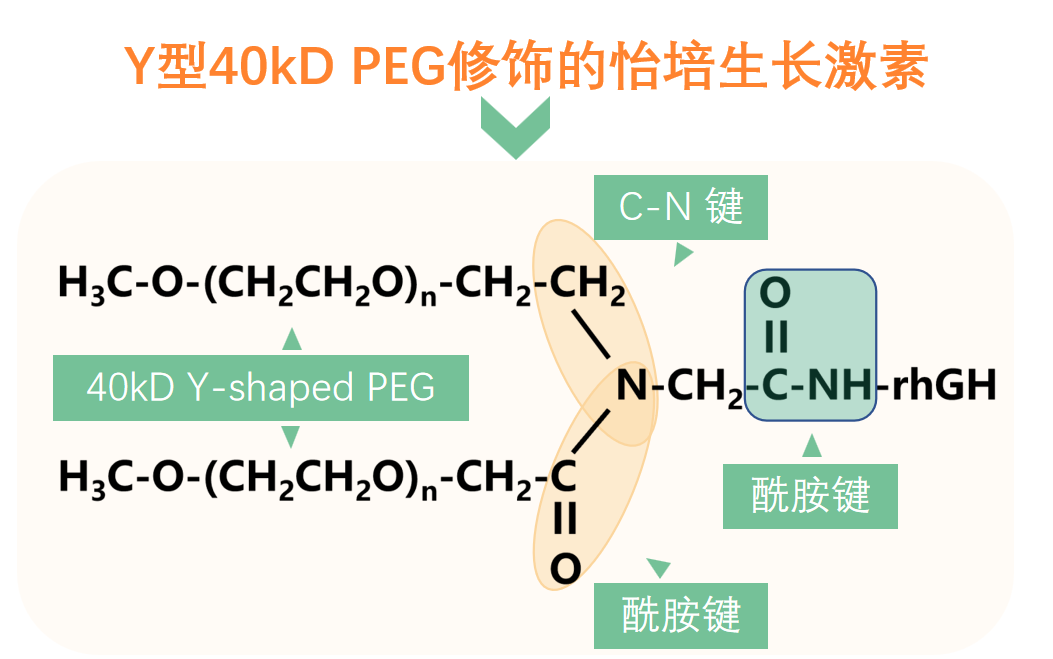 Y型40kD PEG修饰的怡培生长激素
C-N 键
H₃C-O-(CH₂CH₂O)ₙ-CH₂-CH₂
O
||
40kD Y-shaped PEG
N-CH₂-C-NH-rhGH
H₃C-O-(CH₂CH₂O)ₙ-CH₂-C
||
O
酰胺键
酰胺键